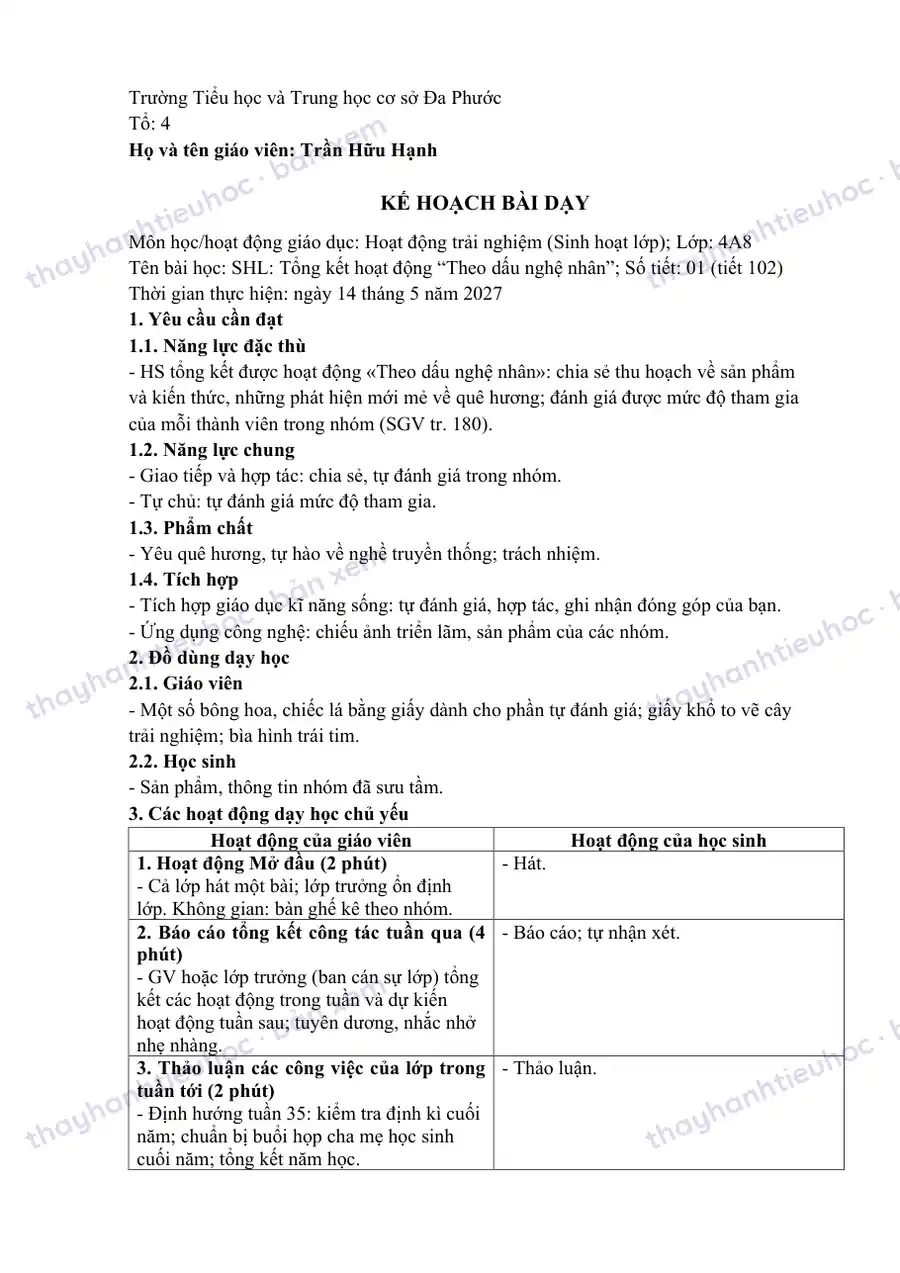 Trường Tiểu học và Trung học cơ sở Đa Phước
Tổ: 4
Họ và tên giáo viên: Trần Hữu Hạnh
KẾ HOẠCH BÀI DẠY
Môn học/hoạt động giáo dục: Hoạt động trải nghiệm (Sinh hoạt lớp); Lớp: 4A8
Tên bài học: SHL: Tổng kết hoạt động “Theo dấu nghệ nhân”; Số tiết: 01 (tiết 102)
Thời gian thực hiện: ngày 14 tháng 5 năm 2027
1. Yêu cầu cần đạt
1.1. Năng lực đặc thù
- HS tổng kết được hoạt động «Theo dấu nghệ nhân»: chia sẻ thu hoạch về sản phẩm
và kiến thức, những phát hiện mới mẻ về quê hương; đánh giá được mức độ tham gia
của mỗi thành viên trong nhóm (SGV tr. 180).
1.2. Năng lực chung
- Giao tiếp và hợp tác: chia sẻ, tự đánh giá trong nhóm.
- Tự chủ: tự đánh giá mức độ tham gia.
1.3. Phẩm chất
- Yêu quê hương, tự hào về nghề truyền thống; trách nhiệm.
1.4. Tích hợp
- Tích hợp giáo dục kĩ năng sống: tự đánh giá, hợp tác, ghi nhận đóng góp của bạn.
- Ứng dụng công nghệ: chiếu ảnh triển lãm, sản phẩm của các nhóm.
2. Đồ dùng dạy học
2.1. Giáo viên
- Một số bông hoa, chiếc lá bằng giấy dành cho phần tự đánh giá; giấy khổ to vẽ cây
trải nghiệm; bìa hình trái tim.
2.2. Học sinh
- Sản phẩm, thông tin nhóm đã sưu tầm.
3. Các hoạt động dạy học chủ yếu
Hoạt động của giáo viên
Hoạt động của học sinh
1. Hoạt động Mở đầu (2 phút)
- Cả lớp hát một bài; lớp trưởng ổn định
lớp. Không gian: bàn ghế kê theo nhóm.
- Hát.
2. Báo cáo tổng kết công tác tuần qua (4
phút)
- GV hoặc lớp trưởng (ban cán sự lớp) tổng
kết các hoạt động trong tuần và dự kiến
hoạt động tuần sau; tuyên dương, nhắc nhở
nhẹ nhàng.
- Báo cáo; tự nhận xét.
3. Thảo luận các công việc của lớp trong
tuần tới (2 phút)
- Định hướng tuần 35: kiểm tra định kì cuối
năm; chuẩn bị buổi họp cha mẹ học sinh
cuối năm; tổng kết năm học.
- Thảo luận.
thayhanhtieuhoc · bản xem
thayhanhtieuhoc · b
thayhanhtieuhoc · bản xem
thayhanhtieuhoc · b
thayhanhtieuhoc · bản xem
thayhanhtieuhoc · b